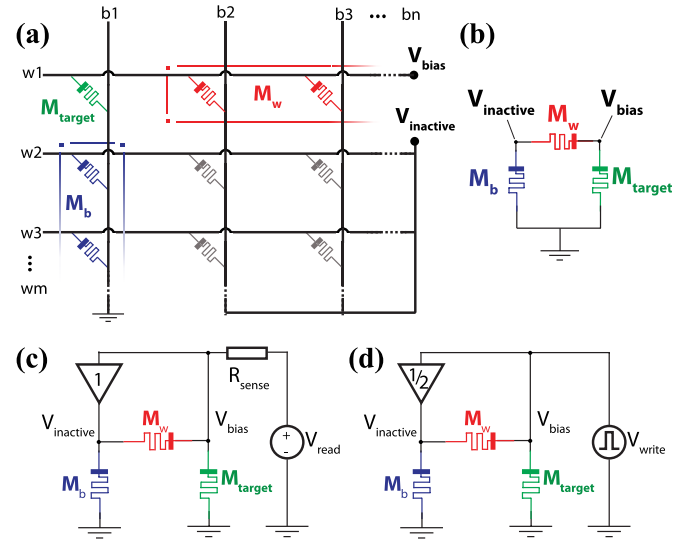 (a)
b1 b2 b3 ... bn
w1
M target
M w
V bias
V inactive
w2
M b
w3
...
wm
(b)
V inactive
M w
V bias
M b
M target
(c)
1
R sense
V inactive
M w
V bias
+
-
V read
M b
M target
(d)
1/2
V inactive
M w
V bias
V write
M b
M target